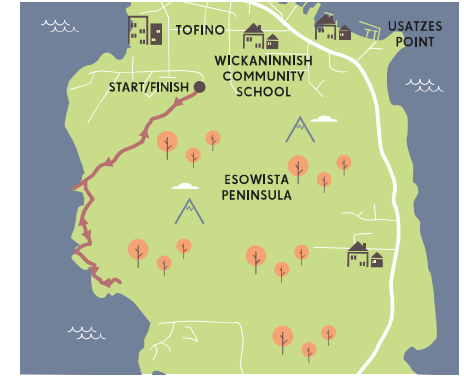 TOFINO
USATZES
POINT
WICKANINNISH
COMMUNITY
SCHOOL
START/FINISH
ESOWISTA
PENINSULA